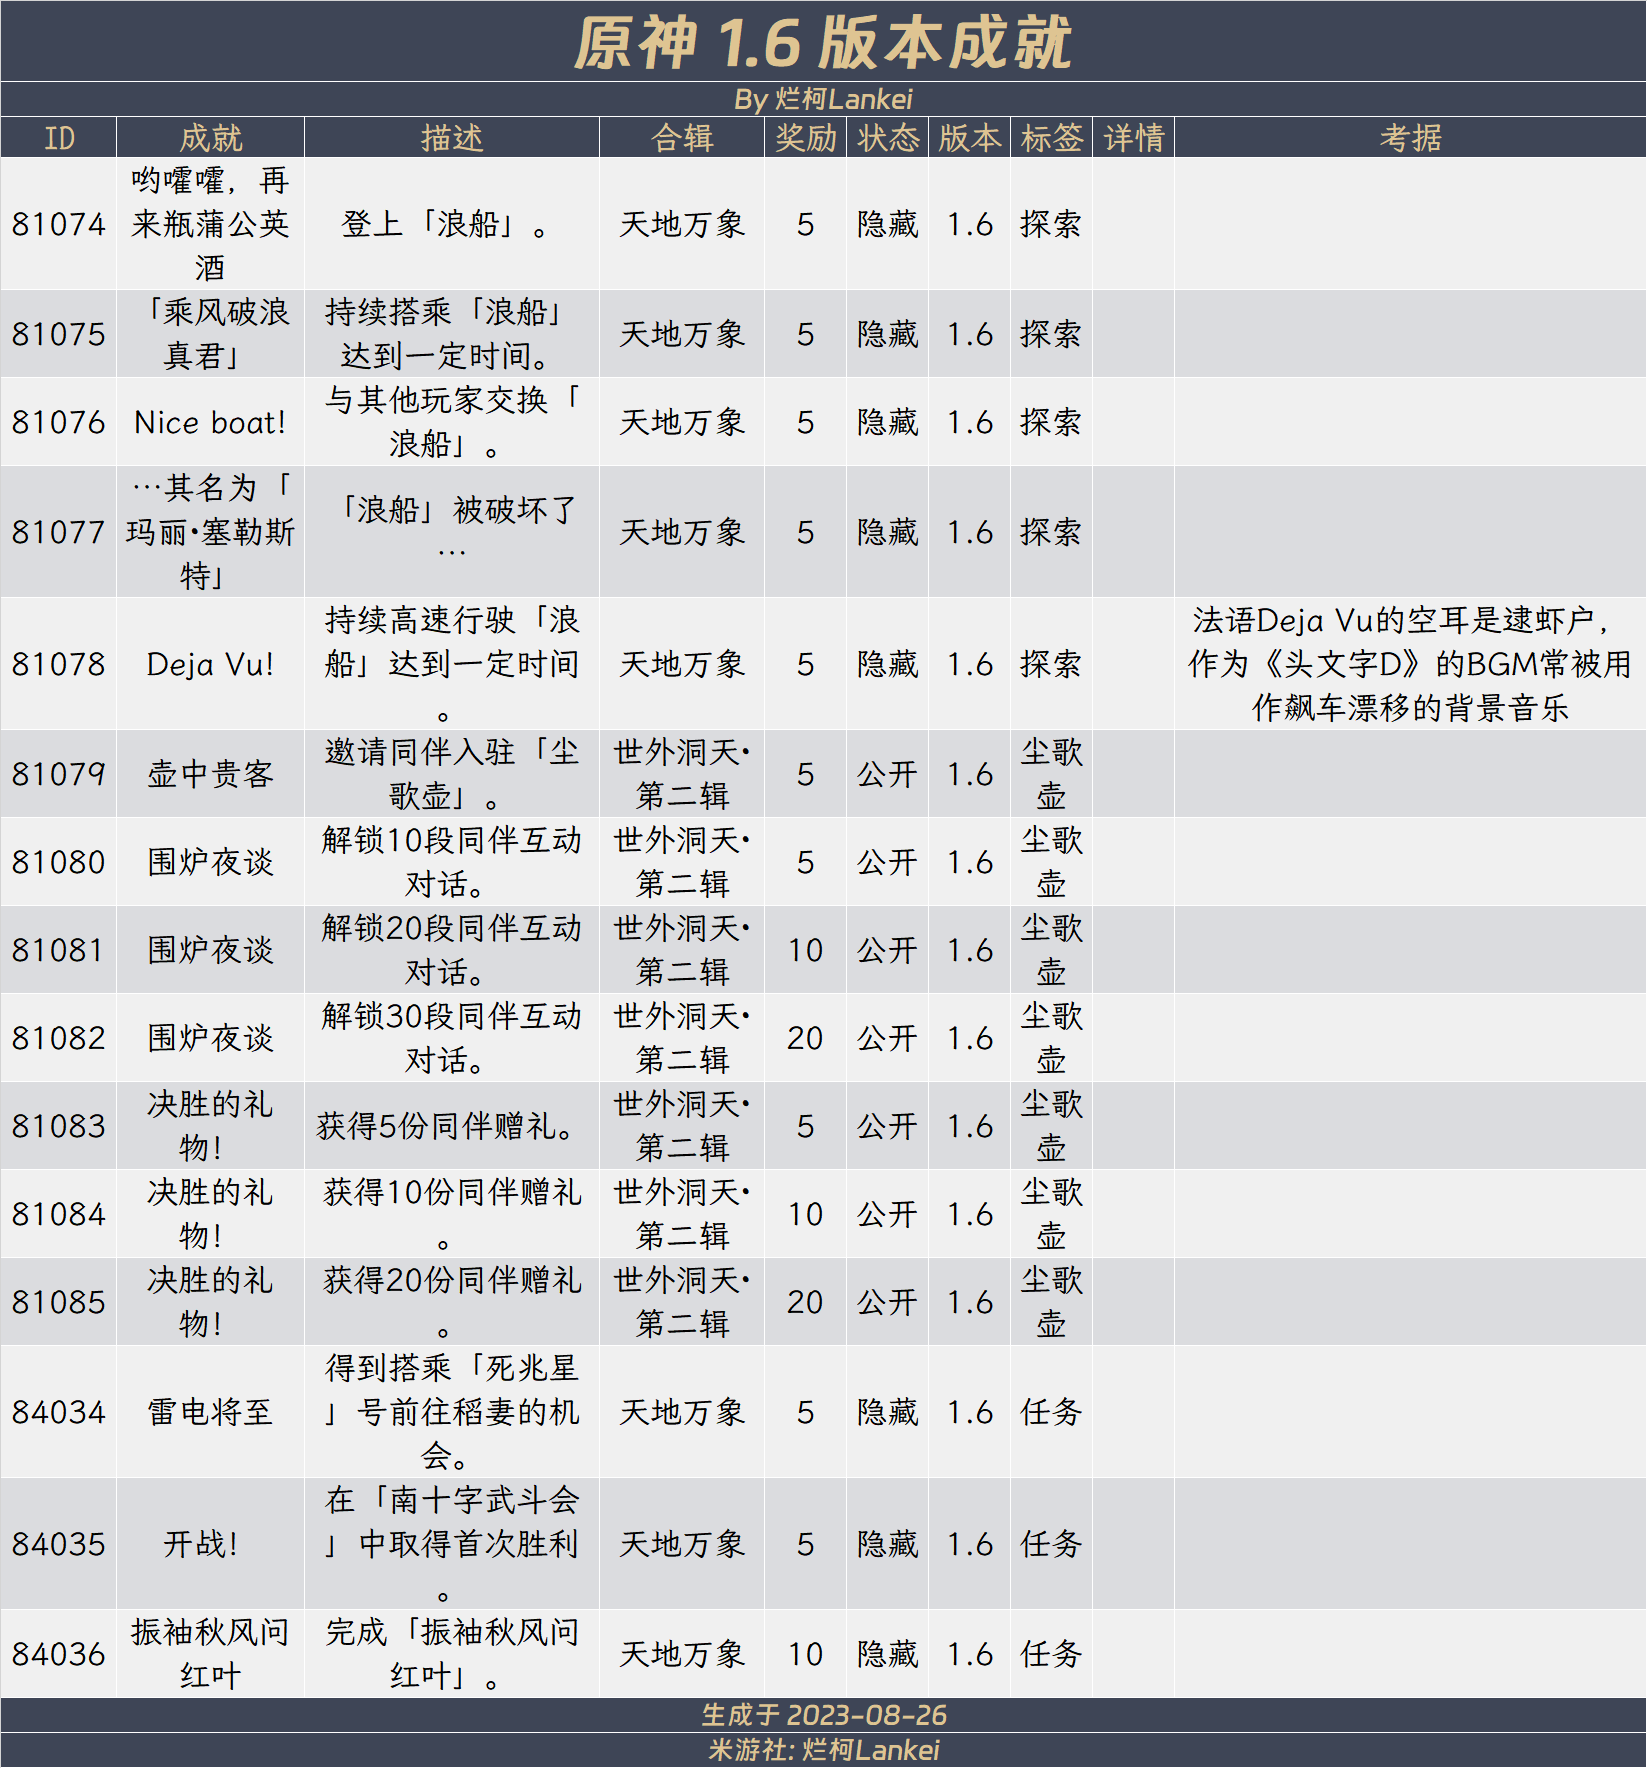 原神 1.6 版本成就
By 烂柯Lankei
ID 成就 描述 合辑 奖励 状态 版本 标签 详情 考据
81074 哟嚯嚯，再来瓶蒲公英酒 登上「浪船」。 天地万象 5 隐藏 1.6 探索
81075 「乘风破浪真君」 持续搭乘「浪船」达到一定时间。 天地万象 5 隐藏 1.6 探索
81076 Nice boat! 与其他玩家交换「浪船」。 天地万象 5 隐藏 1.6 探索
81077 …其名为「玛丽·塞勒斯特」 「浪船」被破坏了… 天地万象 5 隐藏 1.6 探索
81078 Deja Vu! 持续高速行驶「浪船」达到一定时间。 天地万象 5 隐藏 1.6 探索 法语Deja Vu的空耳是逮虾户，作为《头文字D》的BGM常被用作飙车漂移的背景音乐
81079 壶中贵客 邀请同伴入驻「尘歌壶」。 世外洞天·第二辑 5 公开 1.6 尘歌壶
81080 围炉夜谈 解锁10段同伴互动对话。 世外洞天·第二辑 5 公开 1.6 尘歌壶
81081 围炉夜谈 解锁20段同伴互动对话。 世外洞天·第二辑 10 公开 1.6 尘歌壶
81082 围炉夜谈 解锁30段同伴互动对话。 世外洞天·第二辑 20 公开 1.6 尘歌壶
81083 决胜的礼物！ 获得5份同伴赠礼。 世外洞天·第二辑 5 公开 1.6 尘歌壶
81084 决胜的礼物！ 获得10份同伴赠礼。 世外洞天·第二辑 10 公开 1.6 尘歌壶
81085 决胜的礼物！ 获得20份同伴赠礼。 世外洞天·第二辑 20 公开 1.6 尘歌壶
84034 雷电将至 得到搭乘「死兆星」号前往稻妻的机会。 天地万象 5 隐藏 1.6 任务
84035 开战！ 在「南十字武斗会」中取得首次胜利。 天地万象 5 隐藏 1.6 任务
84036 振袖秋风问红叶 完成「振袖秋风问红叶」。 天地万象 10 隐藏 1.6 任务
生成于 2023-08-26
米游社: 烂柯Lankei